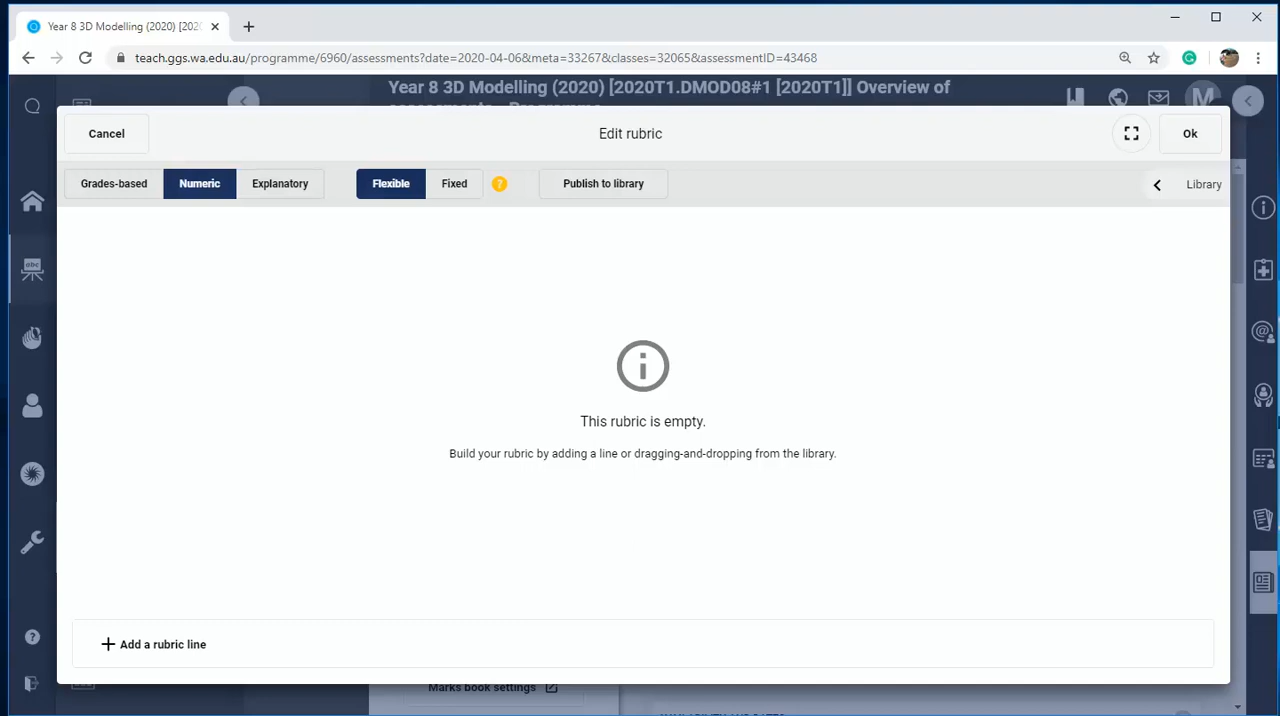 Year 8 3D Modelling (2020) [202
teach.ggs.wa.edu.au/programme/6960/assessments?date=2020-04-06&meta=33267&classes=32065&assessmentID=43468
Year 8 3D Modelling (2020) [2020T1.DMOD08#1 [2020T1]] Overview of
M
Cancel
Edit rubric
Ok
Grades-based
Numeric
Explanatory
Flexible
Fixed
?
Publish to library
Library
abc
This rubric is empty.
Build your rubric by adding a line or dragging-and-dropping from the library.
Add a rubric line
Marks book settings